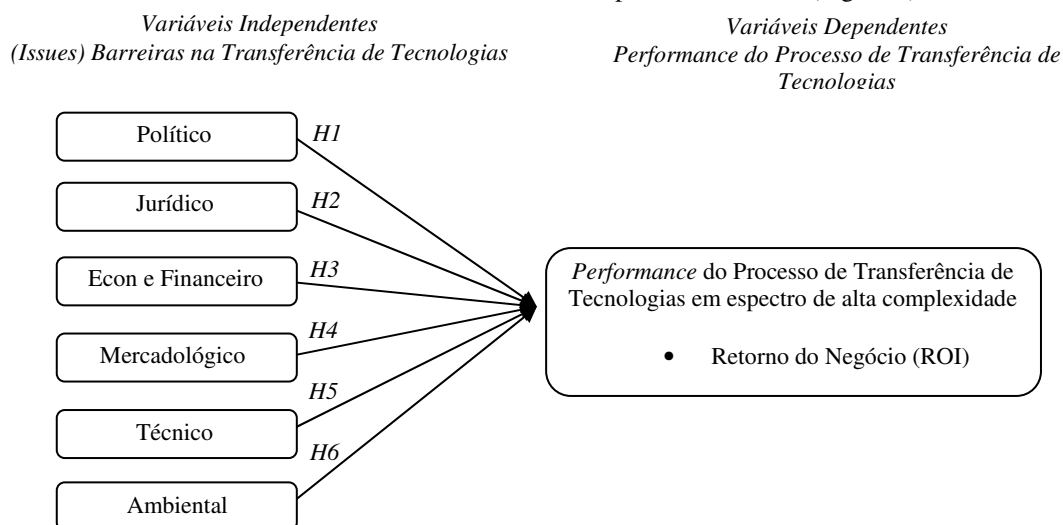 Variáveis Independentes
(Issues) Barreiras na Transferência de Tecnologias
Variáveis Dependentes
Performance do Processo de Transferência de
Tecnologias
Político
H1
Jurídico
H2
Econ e Financeiro
H3
Mercadológico
H4
Técnico
H5
Ambiental
H6
Performance do Processo de Transferência de
Tecnologias em espectro de alta complexidade
• Retorno do Negócio (ROI)